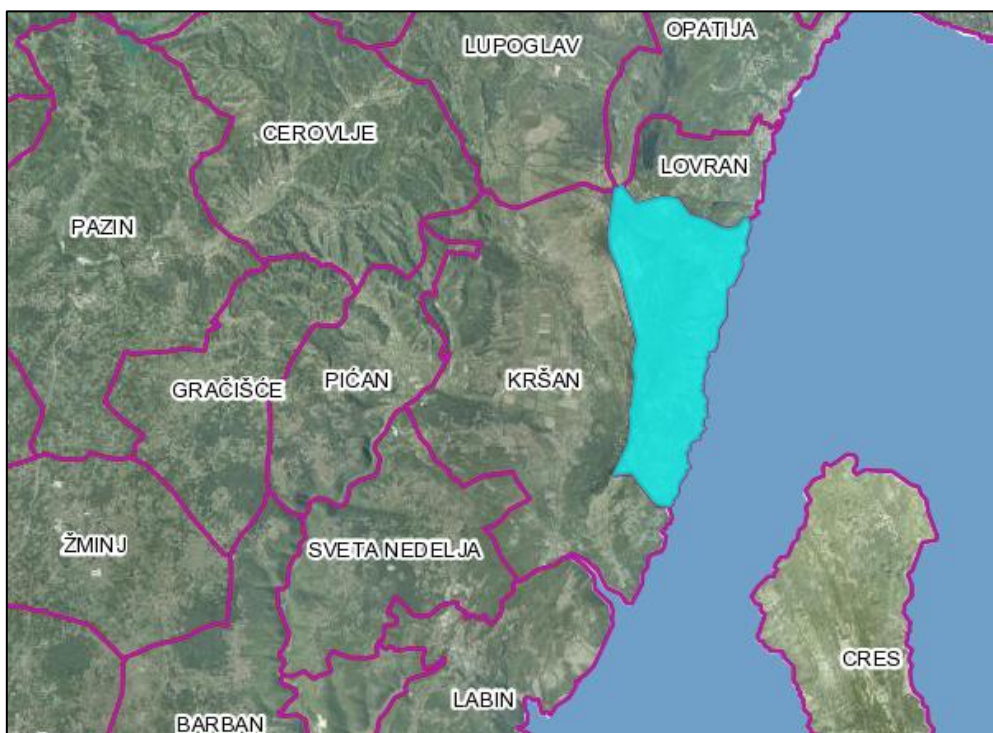 OPATIJA
LUPOGLAV
CEROVLJE
LOVRAN
PAZIN
PIĆAN
KRŠAN
GRAČIŠĆE
ŽMINJ
SVETA NEDELJA
CRES
LABIN
BARBAN